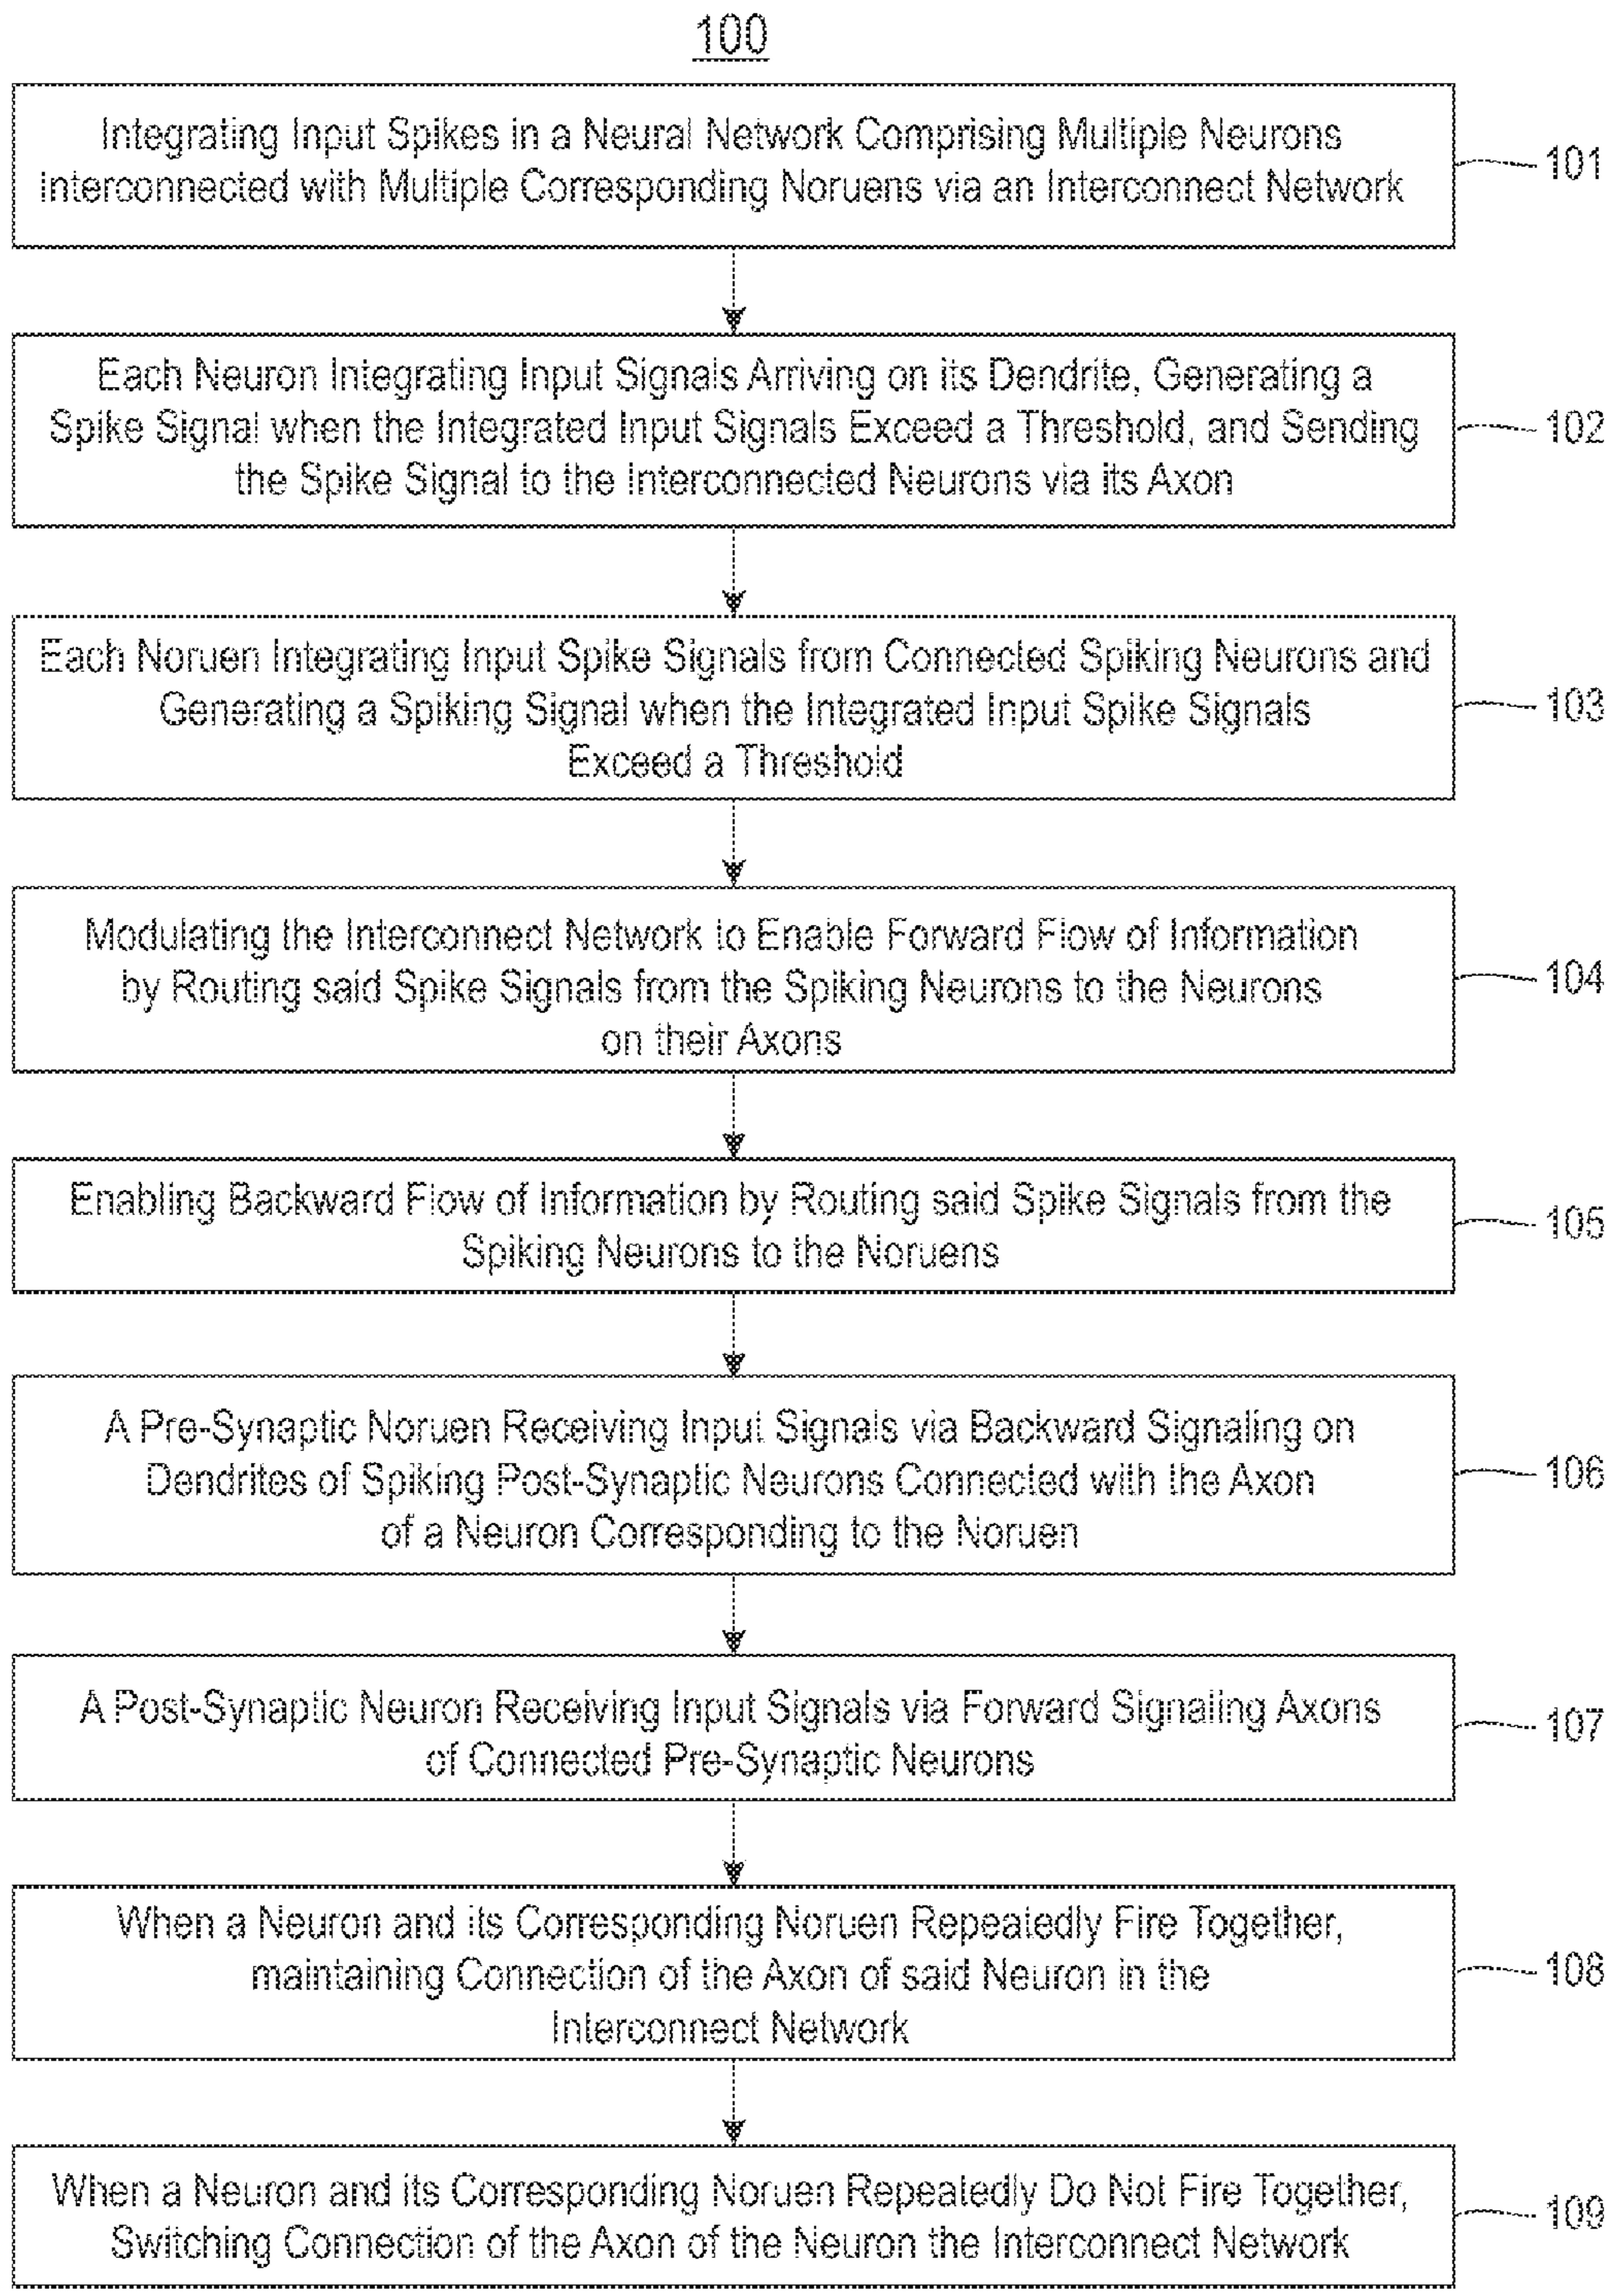 100
Integrating Input Spikes in a Neural Network Comprising Multiple Neurons
Interconnected with Multiple Corresponding Noruens via an Interconnect Network
101
Each Neuron Integrating Input Signals Arriving on its Dendrite, Generating a
Spike Signal when the Integrated Input Signals Exceed a Threshold, and Sending
the Spike Signal to the Interconnected Neurons via its Axon
102
Each Noruen Integrating Input Spike Signals from Connected Spiking Neurons and
Generating a Spiking Signal when the Integrated Input Spike Signals
Exceed a Threshold
103
Modulating the Interconnect Network to Enable Forward Flow of Information
by Routing said Spike Signals from the Spiking Neurons to the Neurons
on their Axons
104
Enabling Backward Flow of Information by Routing said Spike Signals from the
Spiking Neurons to the Noruens
105
A Pre-Synaptic Noruen Receiving Input Signals via Backward Signaling on
Dendrites of Spiking Post-Synaptic Neurons Connected with the Axon
of a Neuron Corresponding to the Noruen
106
A Post-Synaptic Neuron Receiving Input Signals via Forward Signaling Axons
of Connected Pre-Synaptic Neurons
107
When a Neuron and its Corresponding Noruen Repeatedly Fire Together,
maintaining Connection of the Axon of said Neuron in the
Interconnect Network
108
When a Neuron and its Corresponding Noruen Repeatedly Do Not Fire Together,
Switching Connection of the Axon of the Neuron the Interconnect Network
109